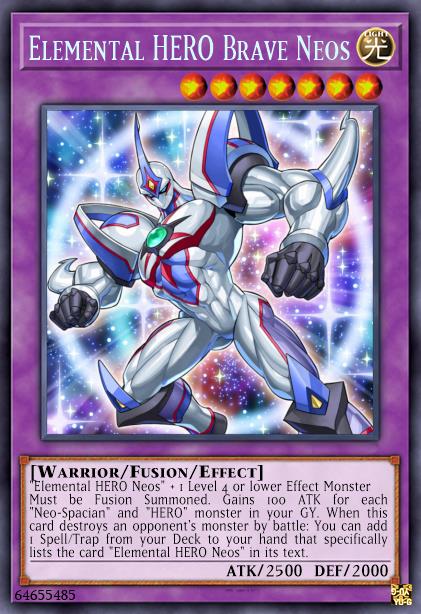 ELEMENTAL HERO BRAVE NEOS
LIGHT
光
[WARRIOR/FUSION/EFFECT]
"Elemental HERO Neos" + 1 Level 4 or lower Effect Monster
Must be Fusion Summoned. Gains 100 ATK for each
"Neo-Spacian" and "HERO" monster in your GY. When this
card destroys an opponent's monster by battle: You can add
1 Spell/Trap from your Deck to your hand that specifically
lists the card "Elemental HERO Neos" in its text.
ATK/2500 DEF/2000
64655485